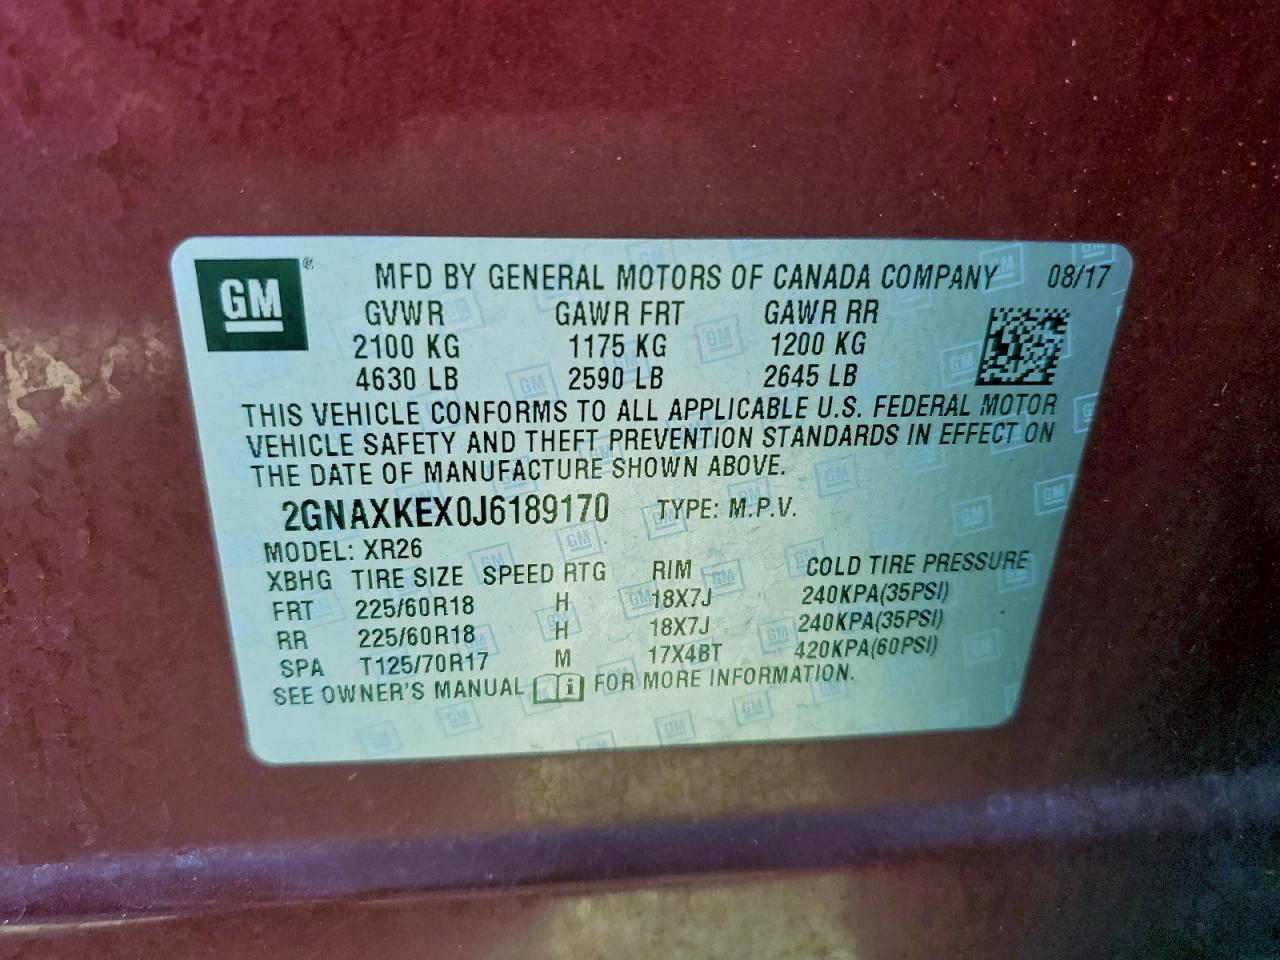 GM ® MFD BY GENERAL MOTORS OF CANADA COMPANY 08/17
GVWR GAWR FRT GAWR RR
2100 KG 1175 KG 1200 KG
4630 LB 2590 LB 2645 LB
THIS VEHICLE CONFORMS TO ALL APPLICABLE U.S. FEDERAL MOTOR
VEHICLE SAFETY AND THEFT PREVENTION STANDARDS IN EFFECT ON
THE DATE OF MANUFACTURE SHOWN ABOVE.
2GNAXKEX0J6189170 TYPE: M.P.V.
MODEL: XR26
XBHG TIRE SIZE SPEED RTG RIM COLD TIRE PRESSURE
FRT 225/60R18 H 18X7J 240KPA(35PSI)
RR 225/60R18 H 18X7J 240KPA(35PSI)
SPA T125/70R17 M 17X4BT 420KPA(60PSI)
SEE OWNER'S MANUAL FOR MORE INFORMATION.